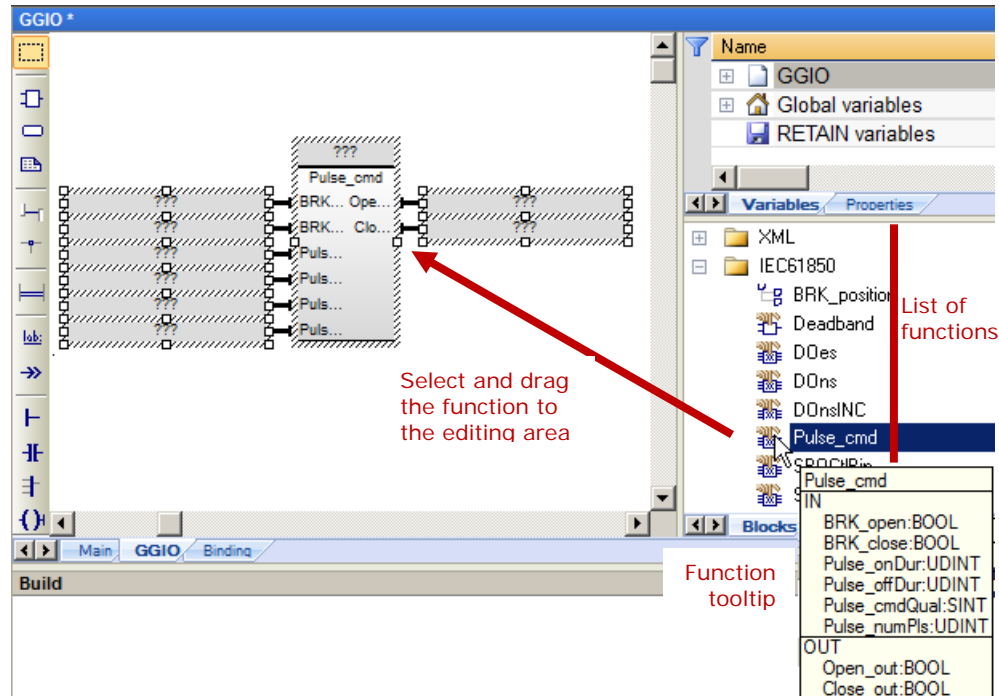 GGIO *
Name
GGIO
Global variables
RETAIN variables
Variables
Properties
???
Pulse_cmd
??? BRK... Ope... ???
??? BRK... Clo... ???
??? Puls...
??? Puls...
??? Puls...
??? Puls...
lab:
XML
IEC61850
BRK_position
Deadband
DOes
DOns
DOnsINC
Pulse_cmd
List of
functions
Select and drag
the function to
the editing area
Main
GGIO
Binding
Blocks
Build
Function
tooltip
Pulse_cmd
IN
BRK_open:BOOL
BRK_close:BOOL
Pulse_onDur:UDINT
Pulse_offDur:UDINT
Pulse_cmdQual:SINT
Pulse_numPls:UDINT
OUT
Open_out:BOOL
Close_out:BOOL